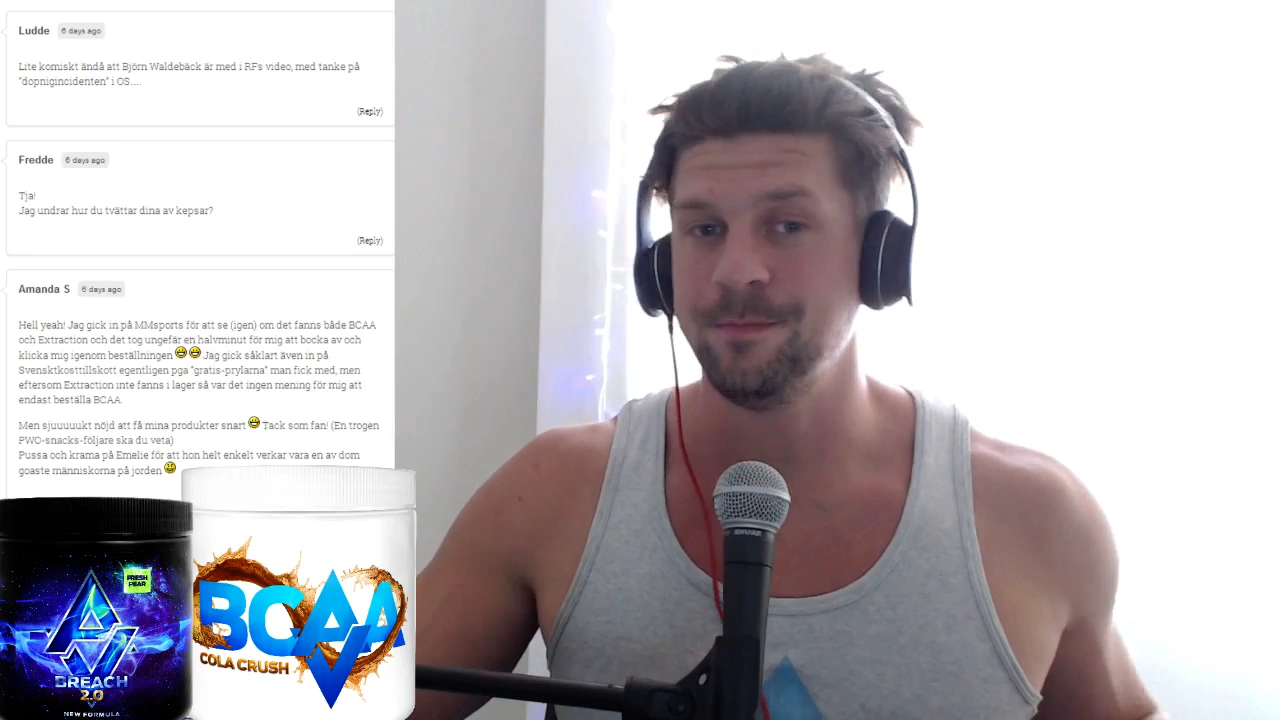 Ludde 6 days ago
Lite komiskt ändå att Björn Waldebäck är med i RFs video, med tanke på
"dopnigincidenten" i OS....
(Reply)
Fredde 6 days ago
Tja!
Jag undrar hur du tvättar dina av kepsar?
(Reply)
Amanda S 6 days ago
Hell yeah! Jag gick in på MMsports för att se (igen) om det fanns både BCAA
och Extraction och det tog ungefär en halvminut för mig att bocka av och
klicka mig igenom beställningen Jag gick såklart även in på
Svensktkosttillskott egentligen pga "gratis-prylarna" man fick med, men
eftersom Extraction inte fanns i lager så var det ingen mening för mig att
endast beställa BCAA.
Men sjuuuuukt nöjd att få mina produkter snart Tack som fan! (En trogen
PWO-snacks-följare ska du veta)
Pussa och krama på Emelie för att hon helt enkelt verkar vara en av dom
goaste människorna på jorden
FRESH
PEAR
BREACH
2.0
NEW FORMULA
BCAA
COLA CRUSH
SHURE